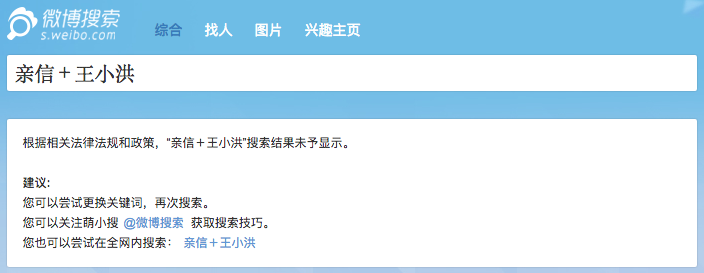 微博搜索
s.weibo.com
综合 找人 图片 兴趣主页
亲信＋王小洪
根据相关法律法规和政策，“亲信＋王小洪”搜索结果未予显示。
建议：
您可以尝试更换关键词，再次搜索。
您可以关注萌小搜 @微博搜索 获取搜索技巧。
您也可以尝试在全网内搜索： 亲信＋王小洪